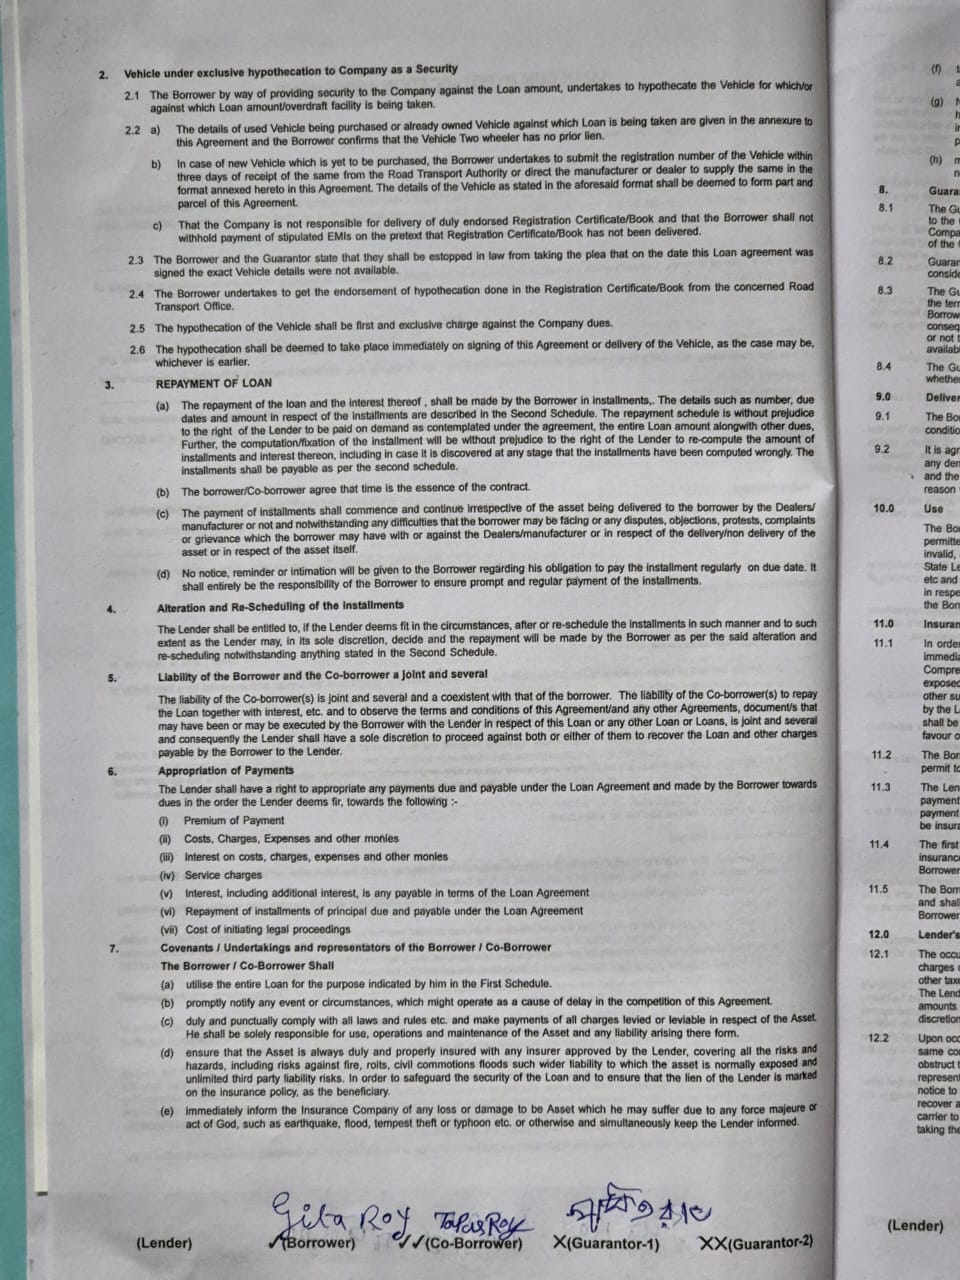 2. Vehicle under exclusive hypothecation to Company as a Security
2.1 The Borrower by way of providing security to the Company against the Loan amount, undertakes to hypothecate the Vehicle for which/or
against which Loan amount/overdraft facility is being taken.
2.2 a) The details of used Vehicle being purchased or already owned Vehicle against which Loan is being taken are given in the annexure to
this Agreement and the Borrower confirms that the Vehicle Two wheeler has no prior lien.
b) In case of new Vehicle which is yet to be purchased, the Borrower undertakes to submit the registration number of the Vehicle within
three days of receipt of the same from the Road Transport Authority or direct the manufacturer or dealer to supply the same in the
format annexed hereto in this Agreement. The details of the Vehicle as stated in the aforesaid format shall be deemed to form part and
parcel of this Agreement.
c) That the Company is not responsible for delivery of duly endorsed Registration Certificate/Book and that the Borrower shall not
withhold payment of stipulated EMIs on the pretext that Registration Certificate/Book has not been delivered.
2.3 The Borrower and the Guarantor state that they shall be estopped in law from taking the plea that on the date this Loan agreement was
signed the exact Vehicle details were not available.
2.4 The Borrower undertakes to get the endorsement of hypothecation done in the Registration Certificate/Book from the concerned Road
Transport Office.
2.5 The hypothecation of the Vehicle shall be first and exclusive charge against the Company dues.
2.6 The hypothecation shall be deemed to take place immediately on signing of this Agreement or delivery of the Vehicle, as the case may be,
whichever is earlier.
3. REPAYMENT OF LOAN
(a) The repayment of the loan and the interest thereof , shall be made by the Borrower in installments,. The details such as number, due
dates and amount in respect of the installments are described in the Second Schedule. The repayment schedule is without prejudice
to the right of the Lender to be paid on demand as contemplated under the agreement, the entire Loan amount alongwith other dues,
Further, the computation/fixation of the installment will be without prejudice to the right of the Lender to re-compute the amount of
installments and interest thereon, including in case it is discovered at any stage that the installments have been computed wrongly. The
installments shall be payable as per the second schedule.
(b) The borrower/Co-borrower agree that time is the essence of the contract.
(c) The payment of installments shall commence and continue irrespective of the asset being delivered to the borrower by the Dealers/
manufacturer or not and notwithstanding any difficulties that the borrower may be facing or any disputes, objections, protests, complaints
or grievance which the borrower may have with or against the Dealers/manufacturer or in respect of the delivery/non delivery of the
asset or in respect of the asset itself.
(d) No notice, reminder or intimation will be given to the Borrower regarding his obligation to pay the installment regularly on due date. It
shall entirely be the responsibility of the Borrower to ensure prompt and regular payment of the installments.
4. Alteration and Re-Scheduling of the Installments
The Lender shall be entitled to, if the Lender deems fit in the circumstances, after or re-schedule the installments in such manner and to such
extent as the Lender may, in its sole discretion, decide and the repayment will be made by the Borrower as per the said alteration and
re-scheduling notwithstanding anything stated in the Second Schedule.
5. Liability of the Borrower and the Co-borrower a joint and several
The liability of the Co-borrower(s) is joint and several and a coexistent with that of the borrower. The liability of the Co-borrower(s) to repay
the Loan together with interest, etc. and to observe the terms and conditions of this Agreement/and any other Agreements, document/s that
may have been or may be executed by the Borrower with the Lender in respect of this Loan or any other Loan or Loans, is joint and several
and consequently the Lender shall have a sole discretion to proceed against both or either of them to recover the Loan and other charges
payable by the Borrower to the Lender.
6. Appropriation of Payments
The Lender shall have a right to appropriate any payments due and payable under the Loan Agreement and made by the Borrower towards
dues in the order the Lender deems fir, towards the following :-
(i) Premium of Payment
(ii) Costs, Charges, Expenses and other monies
(iii) Interest on costs, charges, expenses and other monies
(iv) Service charges
(v) Interest, including additional interest, is any payable in terms of the Loan Agreement
(vi) Repayment of installments of principal due and payable under the Loan Agreement
(vii) Cost of initiating legal proceedings
7. Covenants / Undertakings and representators of the Borrower / Co-Borrower
The Borrower / Co-Borrower Shall
(a) utilise the entire Loan for the purpose indicated by him in the First Schedule.
(b) promptly notify any event or circumstances, which might operate as a cause of delay in the competition of this Agreement.
(c) duly and punctually comply with all laws and rules etc. and make payments of all charges levied or leviable in respect of the Asset.
He shall be solely responsible for use, operations and maintenance of the Asset and any liability arising there form.
(d) ensure that the Asset is always duly and properly insured with any insurer approved by the Lender, covering all the risks and
hazards, including risks against fire, roits, civil commotions floods such wider liability to which the asset is normally exposed and
unlimited third party liability risks. In order to safeguard the security of the Loan and to ensure that the lien of the Lender is marked
on the insurance policy, as the beneficiary.
(e) Immediately inform the Insurance Company of any loss or damage to be Asset which he may suffer due to any force majeure or
act of God, such as earthquake, flood, tempest theft or typhoon etc. or otherwise and simultaneously keep the Lender informed.
Gita Roy Tapas Roy
(Lender) ✓(Borrower) ✓✓(Co-Borrower) X(Guarantor-1) XX(Guarantor-2)
(f)
(g)
(h)
8. Guara
8.1 The Gu
to the
Compa
of the
8.2 Guaran
conside
8.3 The Gu
the terr
Borrow
conseq
or not t
availabl
8.4 The Gu
whether
9.0 Deliver
9.1 The Bo
conditio
9.2 It is agr
any den
and the
reason
10.0 Use
The Bo
permitte
invalid,
State Le
etc and
in respe
the Borr
11.0 Insuran
11.1 In order
immedia
Compre
exposed
other su
by the L
shall be
favour o
11.2 The Bor
permit to
11.3 The Len
payment
payment
be insura
11.4 The first
insurance
Borrower
11.5 The Borr
and shall
Borrower
12.0 Lender's
12.1 The occu
charges
other taxe
The Lend
amounts
discretion
12.2 Upon occ
same co
obstruct t
represent
notice to
recover a
carrier to
taking the
(Lender)